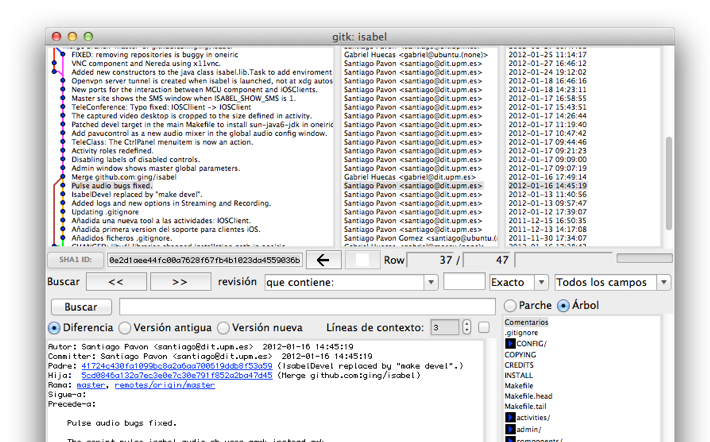 gitk: isabel
FIXED: removing repositories is buggy in oneiric Gabriel Huecas <gabriel@ubuntu.(none)> 2012-01-25 11:14:17
VNC component and Nereda using x11vnc. Santiago Pavon <santiago@dit.upm.es> 2012-01-27 16:46:12
Added new constructors to the java class isabel.lib.Task to add enviroment Santiago Pavon <santiago@dit.upm.es> 2012-01-24 19:12:02
Openvpn server tunnel is created when isabel is launched, not at xdg autos Santiago Pavon <santiago@dit.upm.es> 2012-01-18 16:46:16
New ports for the interaction between MCU component and IOSClients. Santiago Pavon <santiago@dit.upm.es> 2012-01-18 14:23:11
Master site shows the SMS window when ISABEL_SHOW_SMS is 1. Santiago Pavon <santiago@dit.upm.es> 2012-01-17 16:58:55
TeleConference: Typo fixed: IOSCllient -> IOSClient Santiago Pavon <santiago@dit.upm.es> 2012-01-17 15:43:51
The captured video desktop is cropped to the size defined in activity. Santiago Pavon <santiago@dit.upm.es> 2012-01-17 14:26:44
Patched devel target in the main Makefile to install sun-java6-jdk in oneiric Santiago Pavon <santiago@dit.upm.es> 2012-01-17 11:19:40
Add pavucontrol as a new audio mixer in the global audio config window. Santiago Pavon <santiago@dit.upm.es> 2012-01-17 10:47:42
TeleClass: The CtrlPanel menuitem is now an action. Santiago Pavon <santiago@dit.upm.es> 2012-01-17 09:44:46
Activity roles redefined. Santiago Pavon <santiago@dit.upm.es> 2012-01-17 09:21:23
Disabling labels of disabled controls. Santiago Pavon <santiago@dit.upm.es> 2012-01-17 09:09:00
Admin window shows master global parameters. Santiago Pavon <santiago@dit.upm.es> 2012-01-17 09:07:19
Merge github.com:ging/isabel Gabriel Huecas <gabriel@dit.upm.es> 2012-01-16 17:49:14
Pulse audio bugs fixed. Santiago Pavon <santiago@dit.upm.es> 2012-01-16 14:45:19
IsabelDevel replaced by "make devel". Santiago Pavon <santiago@dit.upm.es> 2012-01-13 11:40:56
Added logs and new options in Streaming and Recording. Santiago Pavon <santiago@dit.upm.es> 2012-01-13 09:57:47
Updating .gitignore Santiago Pavon <santiago@dit.upm.es> 2012-01-12 17:39:07
Añadida una nueva tool a las actividades: IOSClient. Santiago Pavon <santiago@dit.upm.es> 2011-12-15 16:50:35
Añadida primera version del soporte para clientes iOS. Santiago Pavon <santiago@dit.upm.es> 2011-12-13 14:17:08
Añadidos ficheros .gitignore. Santiago Pavon Gomez <santiago@ubuntu.( 2011-11-30 17:34:07
SHA1 ID: 0e2d1aee44fc00a7628f67fb4b1023da4559036b Row 37 / 47
Buscar << >> revisión que contiene: Exacto Todos los campos
Buscar Parche Árbol
Diferencia Versión antigua Versión nueva Líneas de contexto: 3
Comentarios
.gitignore
CONFIG/
COPYING
CREDITS
INSTALL
Makefile
Makefile.head
Makefile.tail
activities/
admin/
components/
Autor: Santiago Pavon <santiago@dit.upm.es> 2012-01-16 14:45:19
Committer: Santiago Pavon <santiago@dit.upm.es> 2012-01-16 14:45:19
Padre: 41724c430fa1099bc8a2a6aa700619ddb8f53a59 (IsabelDevel replaced by "make devel".)
Hija: 5cd0846a132a7ec3e0e7c30e791f852a2ba47d45 (Merge github.com:ging/isabel)
Rama: master, remotes/origin/master
Sigue-a:
Precede-a:
Pulse audio bugs fixed.